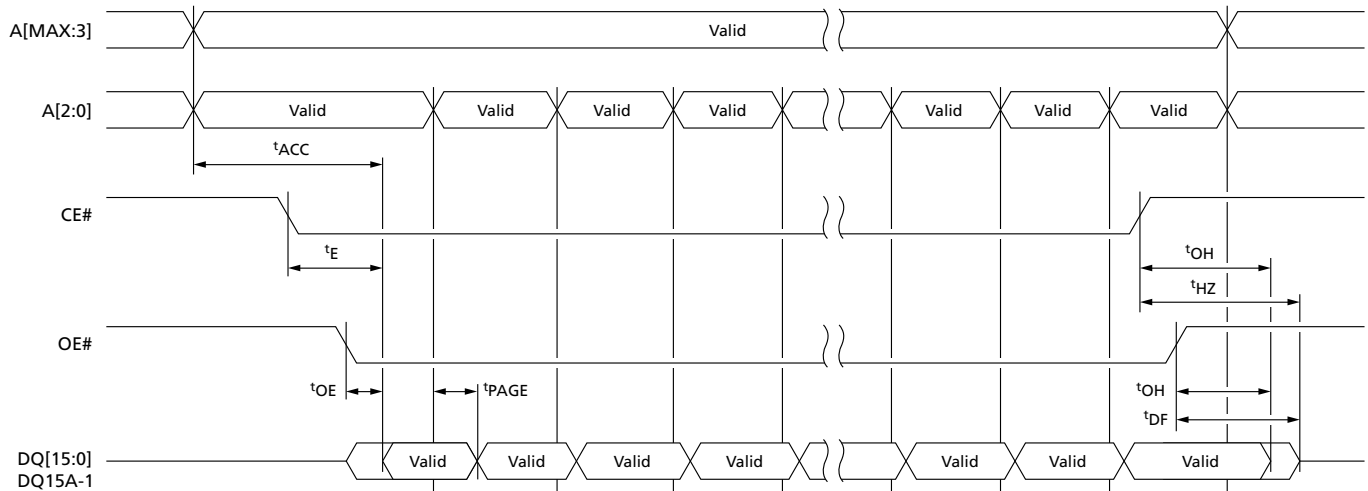 A[MAX:3] Valid
A[2:0] Valid Valid Valid Valid Valid Valid Valid
tACC
CE#
tE tOH
tHZ
OE#
tOE tPAGE tOH
tDF
DQ[15:0] Valid Valid Valid Valid Valid Valid Valid
DQ15A-1